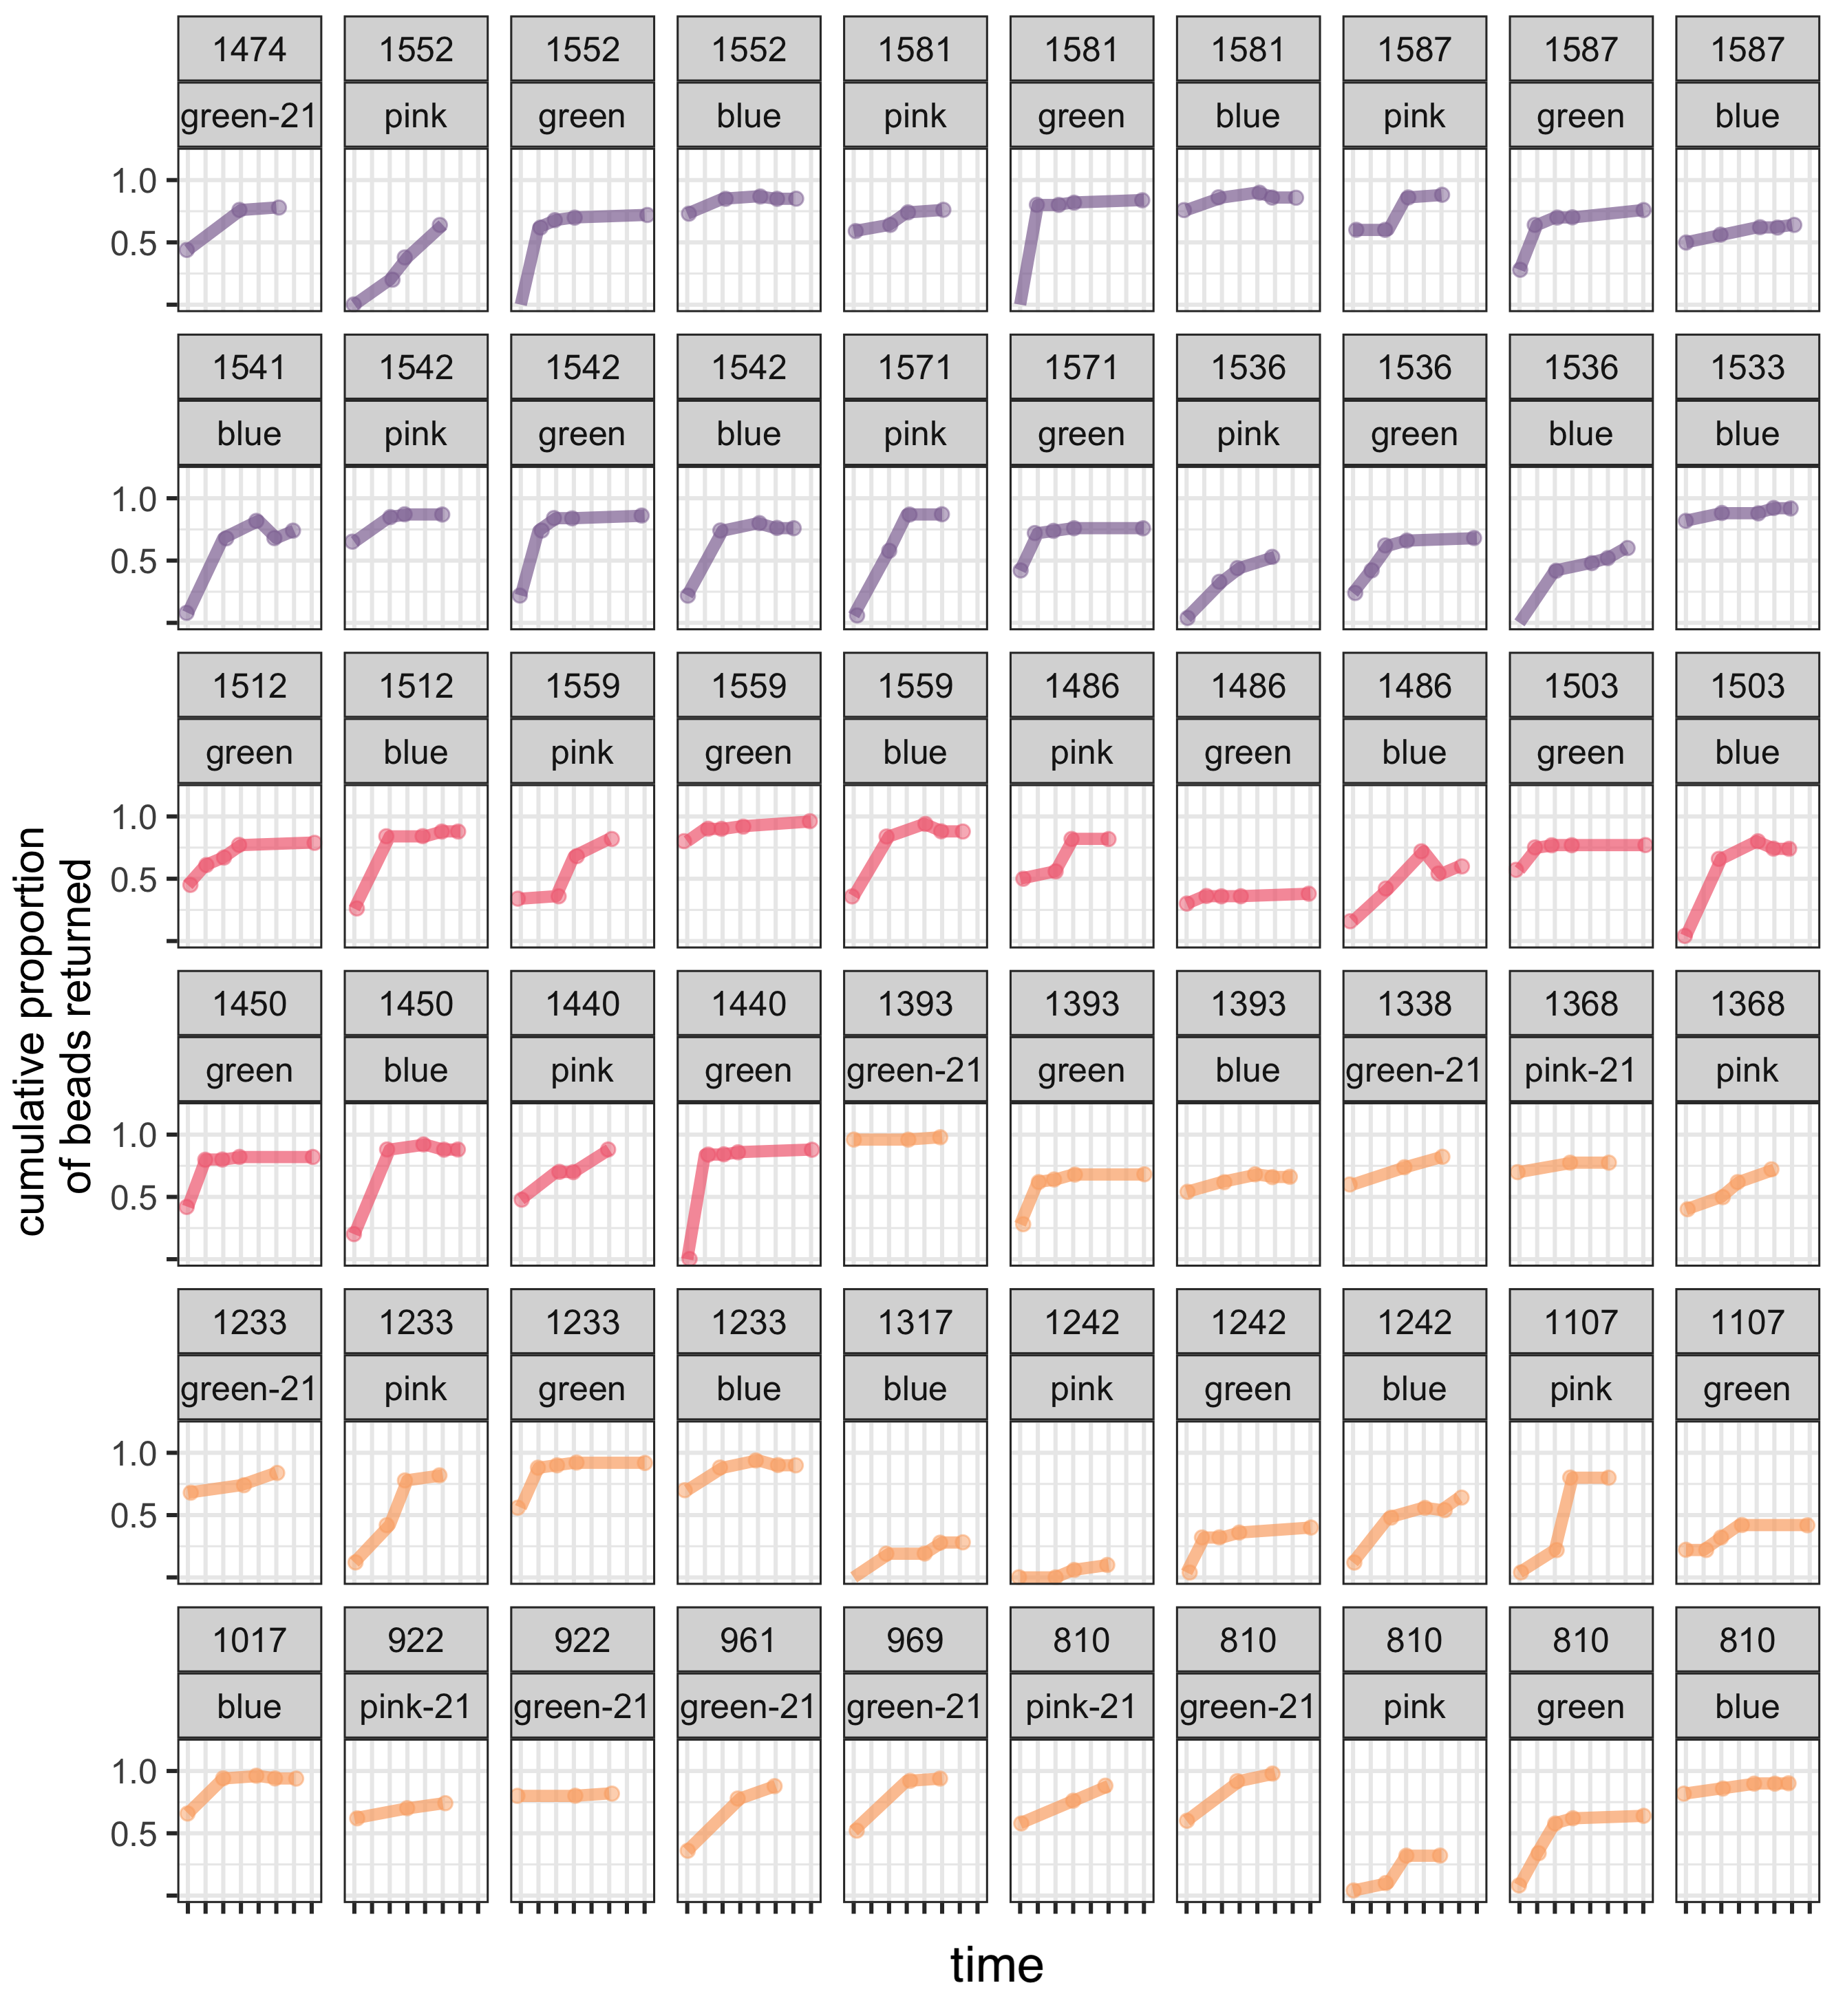 1474 1552 1552 1552 1581 1581 1581 1587 1587 1587
green-21 pink green blue pink green blue pink green blue
1.0
0.5
1541 1542 1542 1542 1571 1571 1536 1536 1536 1533
blue pink green blue pink green pink green blue blue
1.0
0.5
1512 1512 1559 1559 1559 1486 1486 1486 1503 1503
green blue pink green blue pink green blue green blue
1.0
0.5
cumulative proportion
of beads returned
1450 1450 1440 1440 1393 1393 1393 1338 1368 1368
green blue pink green green-21 green blue green-21 pink-21 pink
1.0
0.5
1233 1233 1233 1233 1317 1242 1242 1242 1107 1107
green-21 pink green blue blue pink green blue pink green
1.0
0.5
1017 922 922 961 969 810 810 810 810 810
blue pink-21 green-21 green-21 green-21 pink-21 green-21 pink green blue
1.0
0.5
time